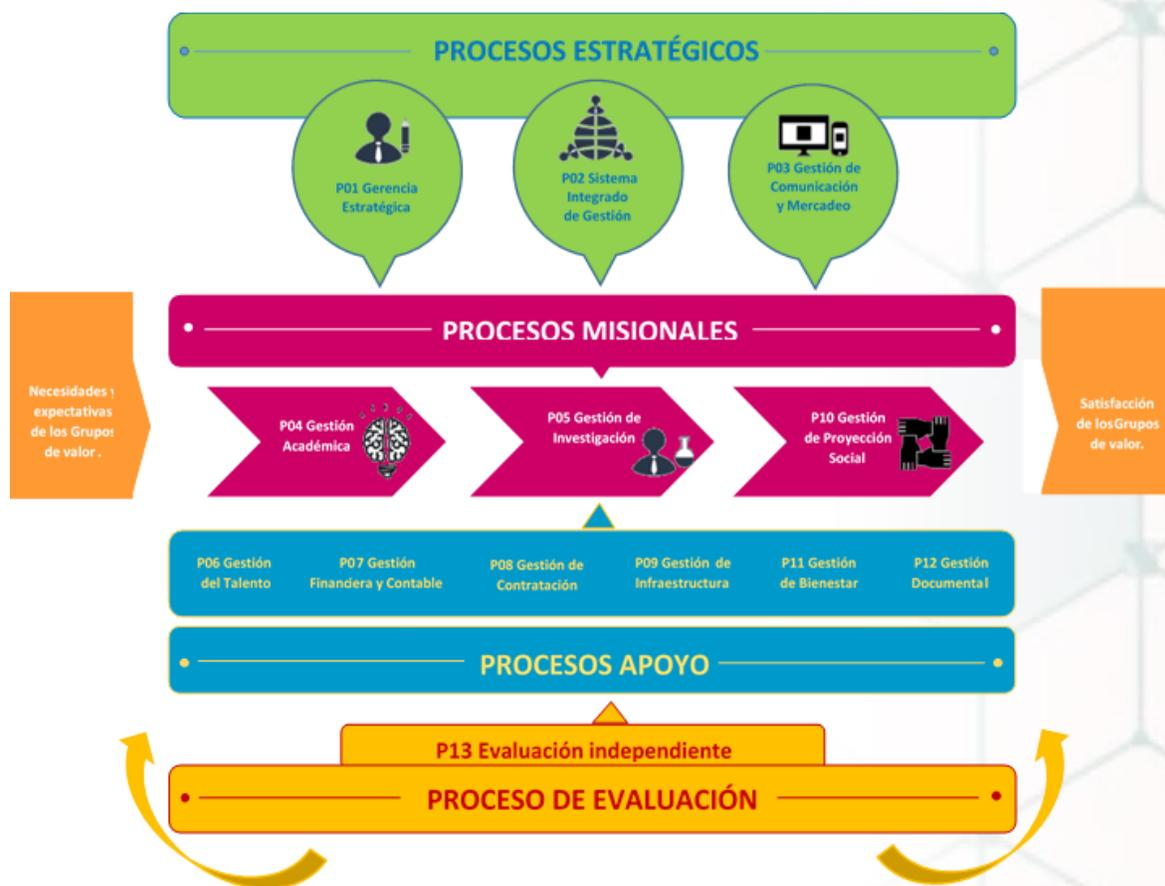 PROCESOS ESTRATÉGICOS
P01 Gerencia
Estratégica
P02 Sistema
Integrado
de Gestión
P03 Gestión de
Comunicación
y Mercadeo
PROCESOS MISIONALES
Necesidades y
expectativas
de los Grupos
de valor .
P04 Gestión
Académica
P05 Gestión de
Investigación
P10 Gestión
de Proyección
Social
Satisfacción
de los Grupos
de valor.
P06 Gestión
del Talento
P07 Gestión
Financiera y Contable
P08 Gestión de
Contratación
P09 Gestión de
Infraestructura
P11 Gestión
de Bienestar
P12 Gestión
Documental
PROCESOS APOYO
P13 Evaluación independiente
PROCESO DE EVALUACIÓN